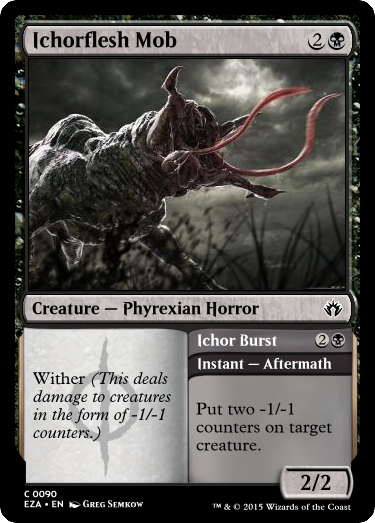 Ichorflesh Mob 2
Creature — Phyrexian Horror
Wither (This deals
damage to creatures
in the form of -1/-1
counters.)
Ichor Burst 2
Instant — Aftermath
Put two -1/-1
counters on target
creature.
2/2
C 0090
EZA • EN Greg Semkow
™ & © 2015 Wizards of the Coast